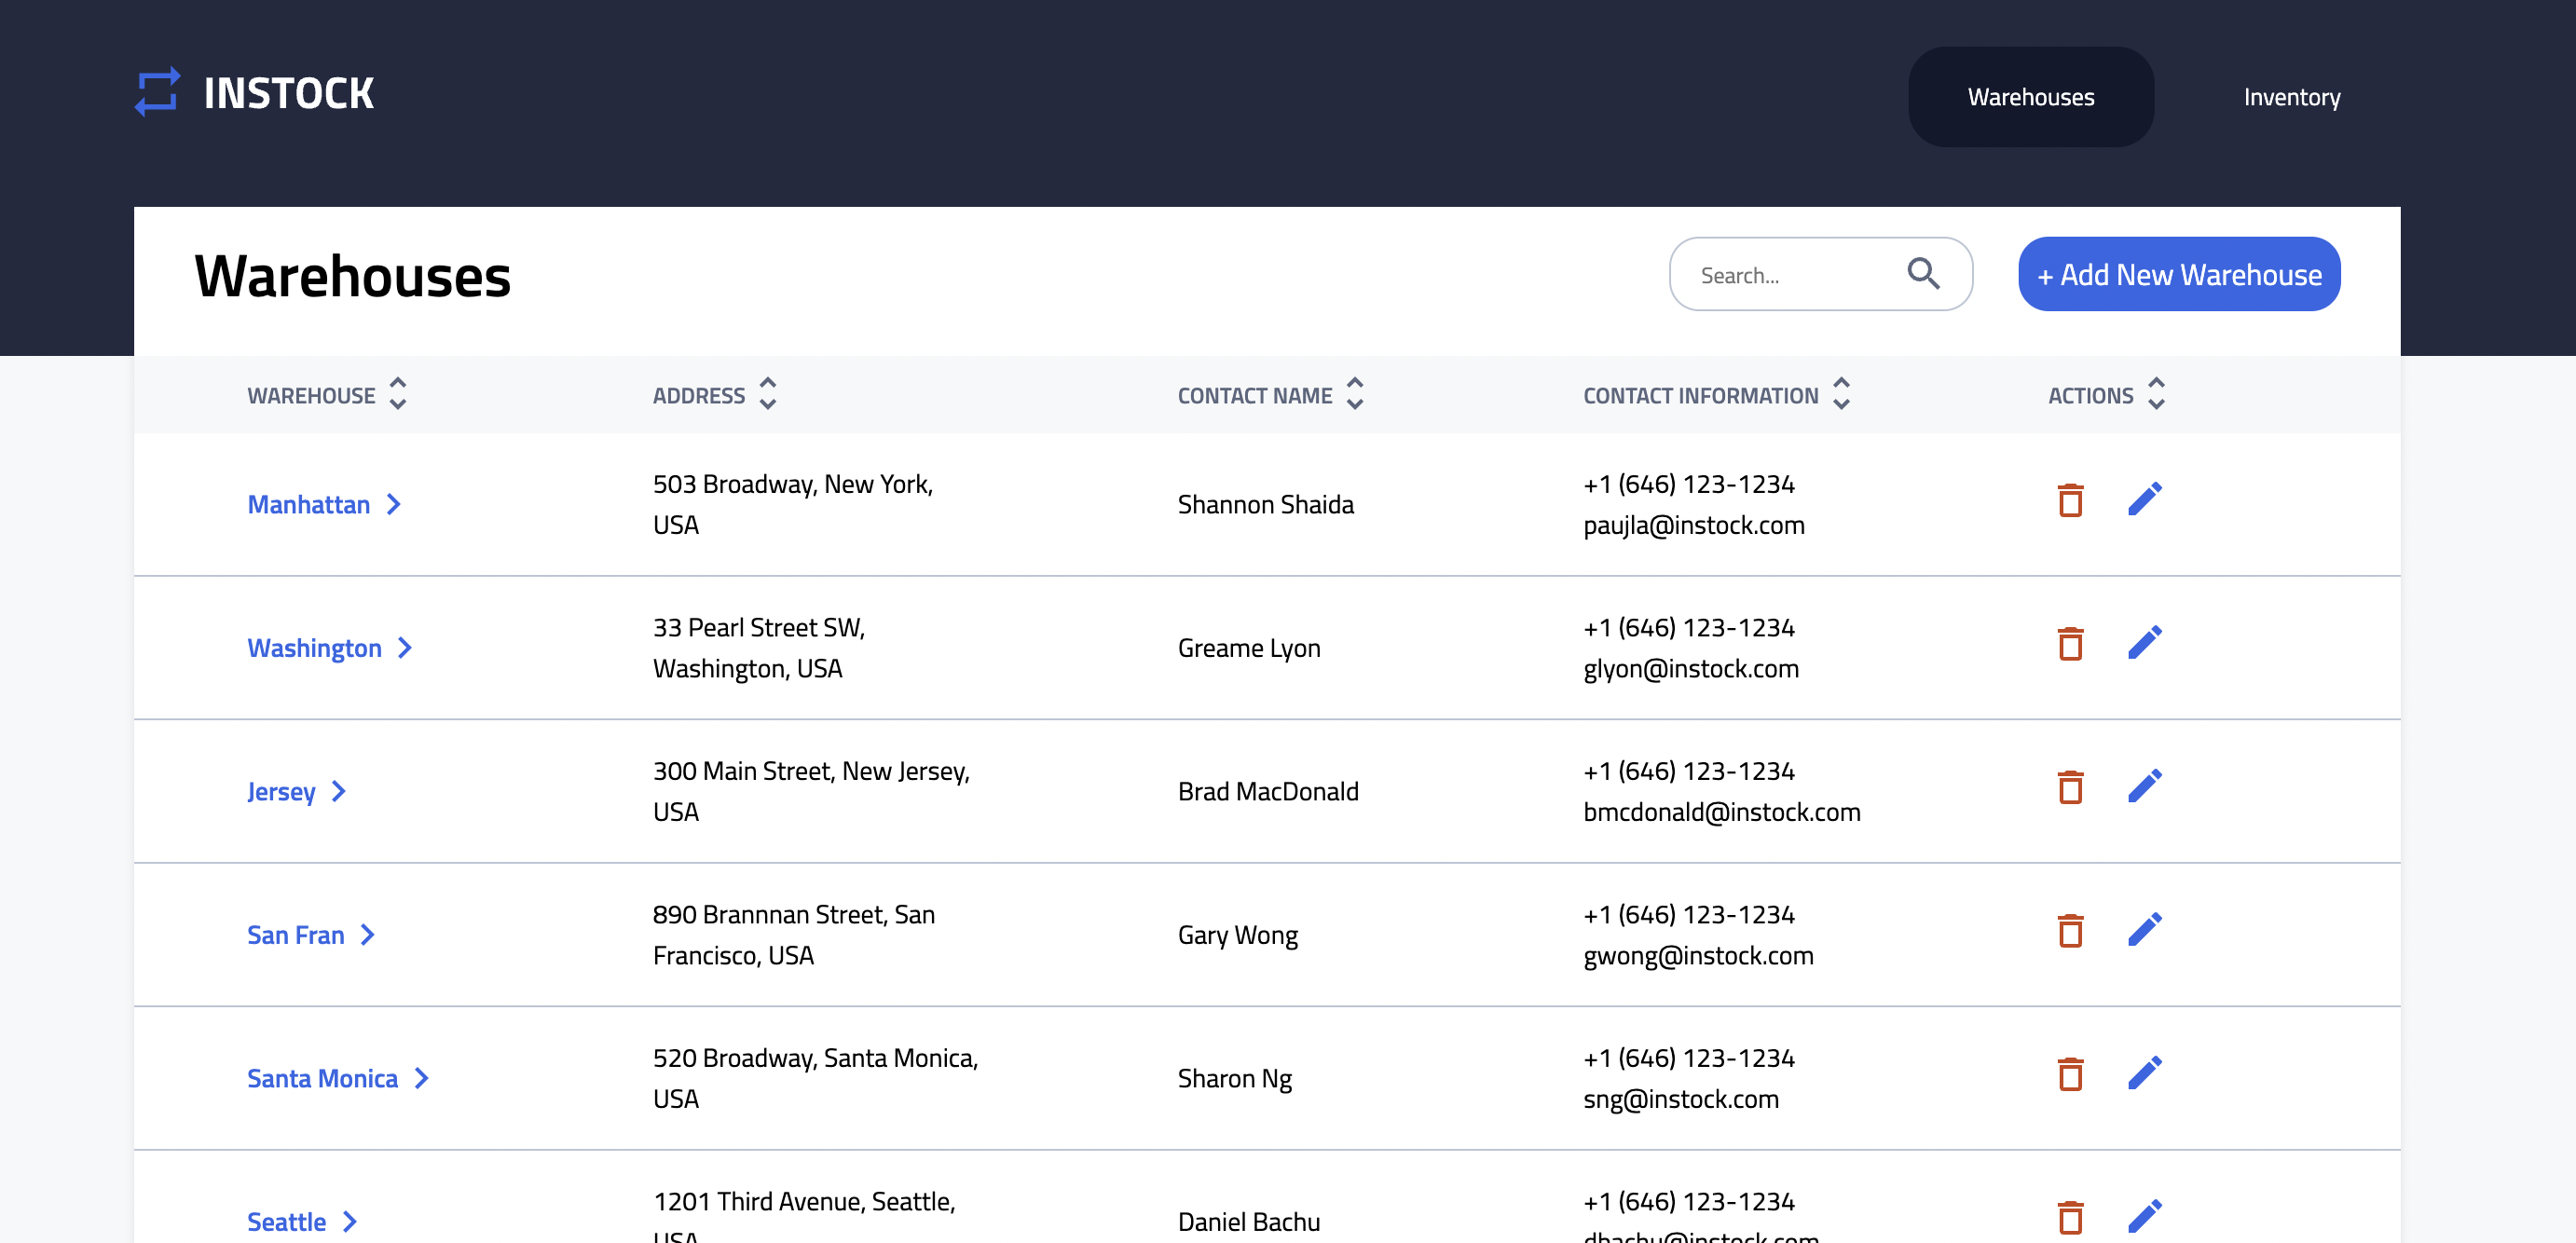 INSTOCK
Warehouses
Inventory
Warehouses
Search...
+ Add New Warehouse
WAREHOUSE
ADDRESS
CONTACT NAME
CONTACT INFORMATION
ACTIONS
Manhattan
503 Broadway, New York,
USA
Shannon Shaida
+1 (646) 123-1234
paujla@instock.com
Washington
33 Pearl Street SW,
Washington, USA
Greame Lyon
+1 (646) 123-1234
glyon@instock.com
Jersey
300 Main Street, New Jersey,
USA
Brad MacDonald
+1 (646) 123-1234
bmcdonald@instock.com
San Fran
890 Brannnan Street, San
Francisco, USA
Gary Wong
+1 (646) 123-1234
gwong@instock.com
Santa Monica
520 Broadway, Santa Monica,
USA
Sharon Ng
+1 (646) 123-1234
sng@instock.com
Seattle
1201 Third Avenue, Seattle,
USA
Daniel Bachu
+1 (646) 123-1234
dbachu@instock.com